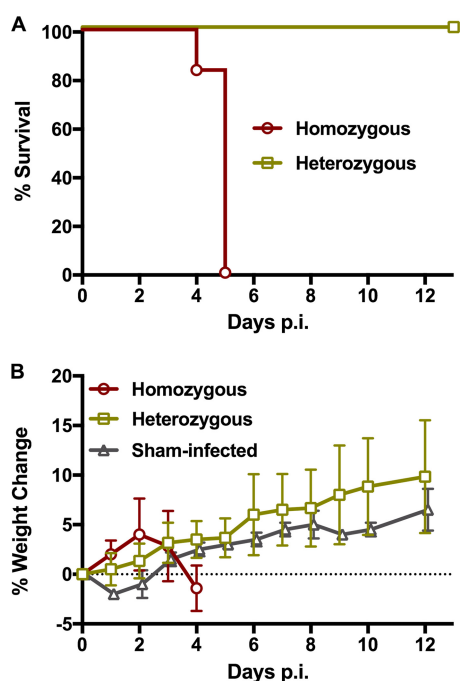 A
100
80
60
40
20
0
% Survival
Homozygous
Heterozygous
0 2 4 6 8 10 12
Days p.i.
B
20
15
10
5
0
-5
% Weight Change
Homozygous
Heterozygous
Sham-infected
0 2 4 6 8 10 12
Days p.i.